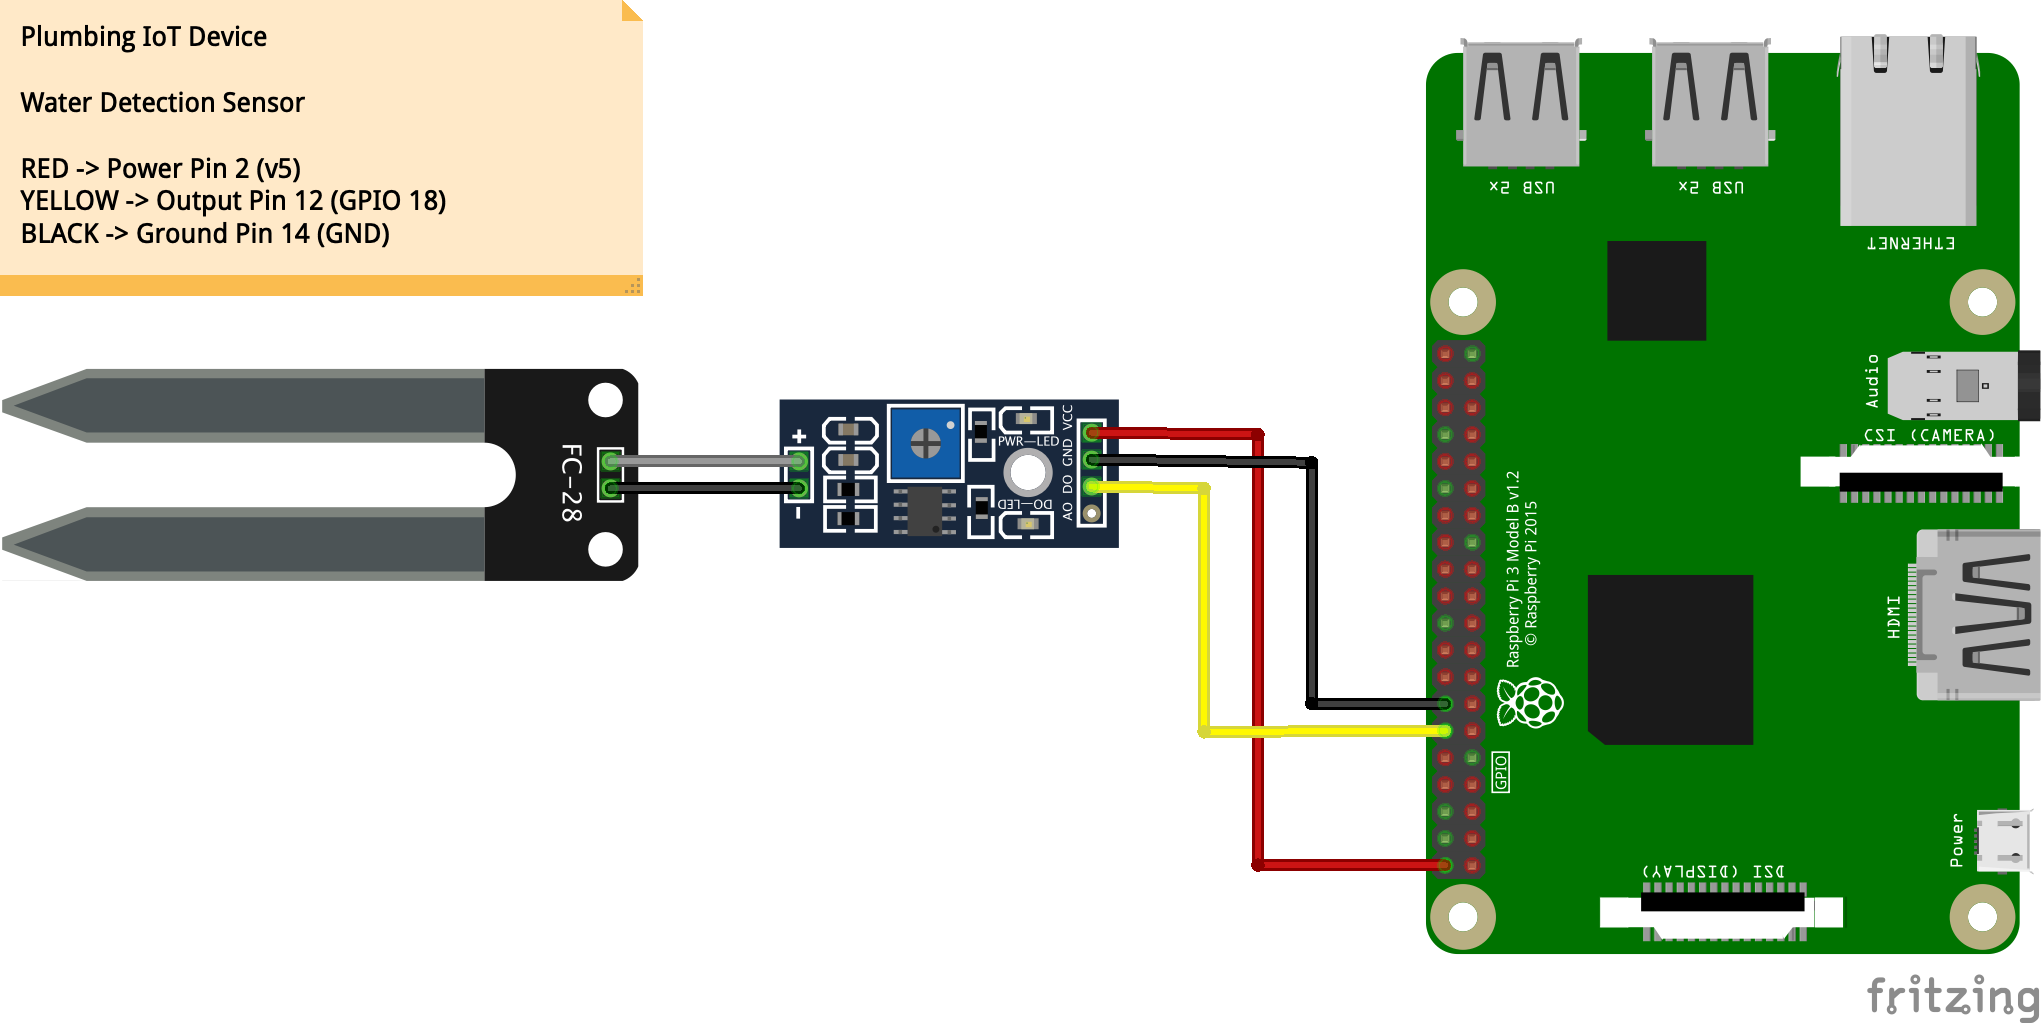 Plumbing IoT Device
Water Detection Sensor
RED -> Power Pin 2 (v5)
YELLOW -> Output Pin 12 (GPIO 18)
BLACK -> Ground Pin 14 (GND)
USB 2x
USB 2x
ETHERNET
Audio
CSI (CAMERA)
FC-28
+
-
PWR-LED
DO-LED
VCC
GND
DO
AO
Raspberry Pi 3 Model B v1.2
© Raspberry Pi 2015
HDMI
GPIO
Power
DSI (DISPLAY)
fritzing